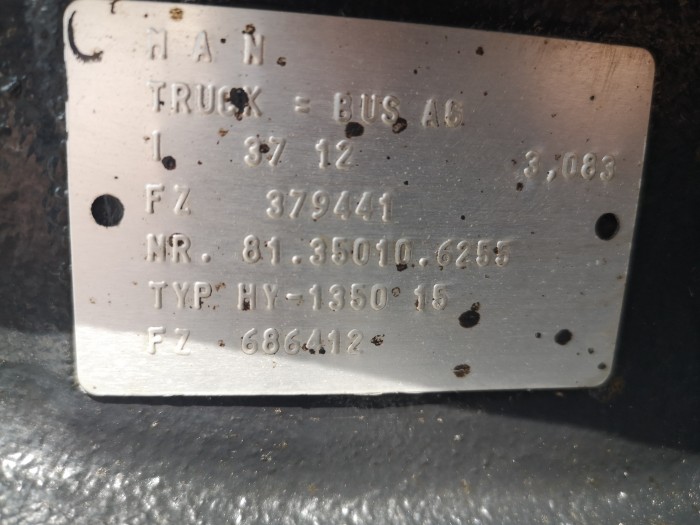 M A N
TRUCK = BUS AG
1 37 12 3,083
FZ 379441
NR. 81.35010.6255
TYP HY-1350 15
FZ 686412